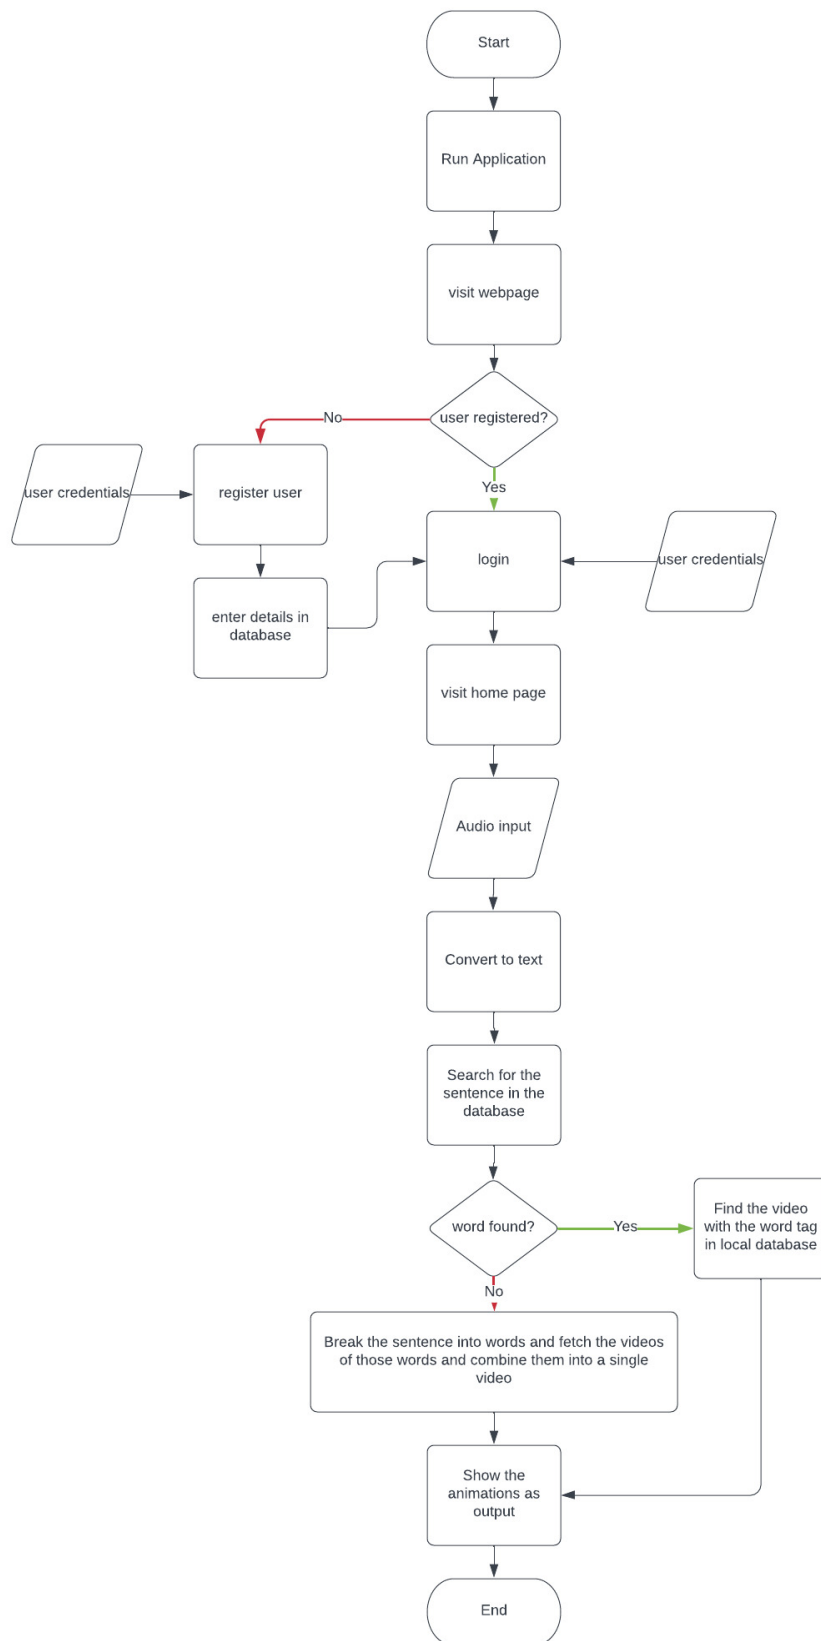 Start
Run Application
visit webpage
user registered?
No
Yes
user credentials
register user
login
user credentials
enter details in
database
visit home page
Audio input
Convert to text
Search for the
sentence in the
database
word found?
Yes
Find the video
with the word tag
in local database
No
Break the sentence into words and fetch the videos
of those words and combine them into a single
video
Show the
animations as
output
End